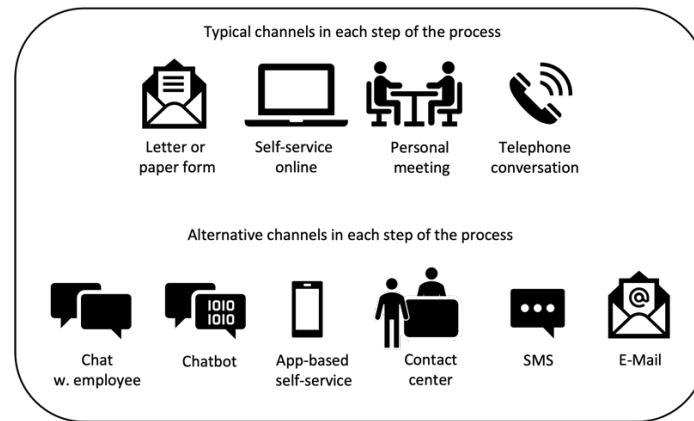 Typical channels in each step of the process
Letter or
paper form
Self-service
online
Personal
meeting
Telephone
conversation
Alternative channels in each step of the process
1010
1010
@
Chat
w. employee
Chatbot
App-based
self-service
Contact
center
SMS
E-Mail